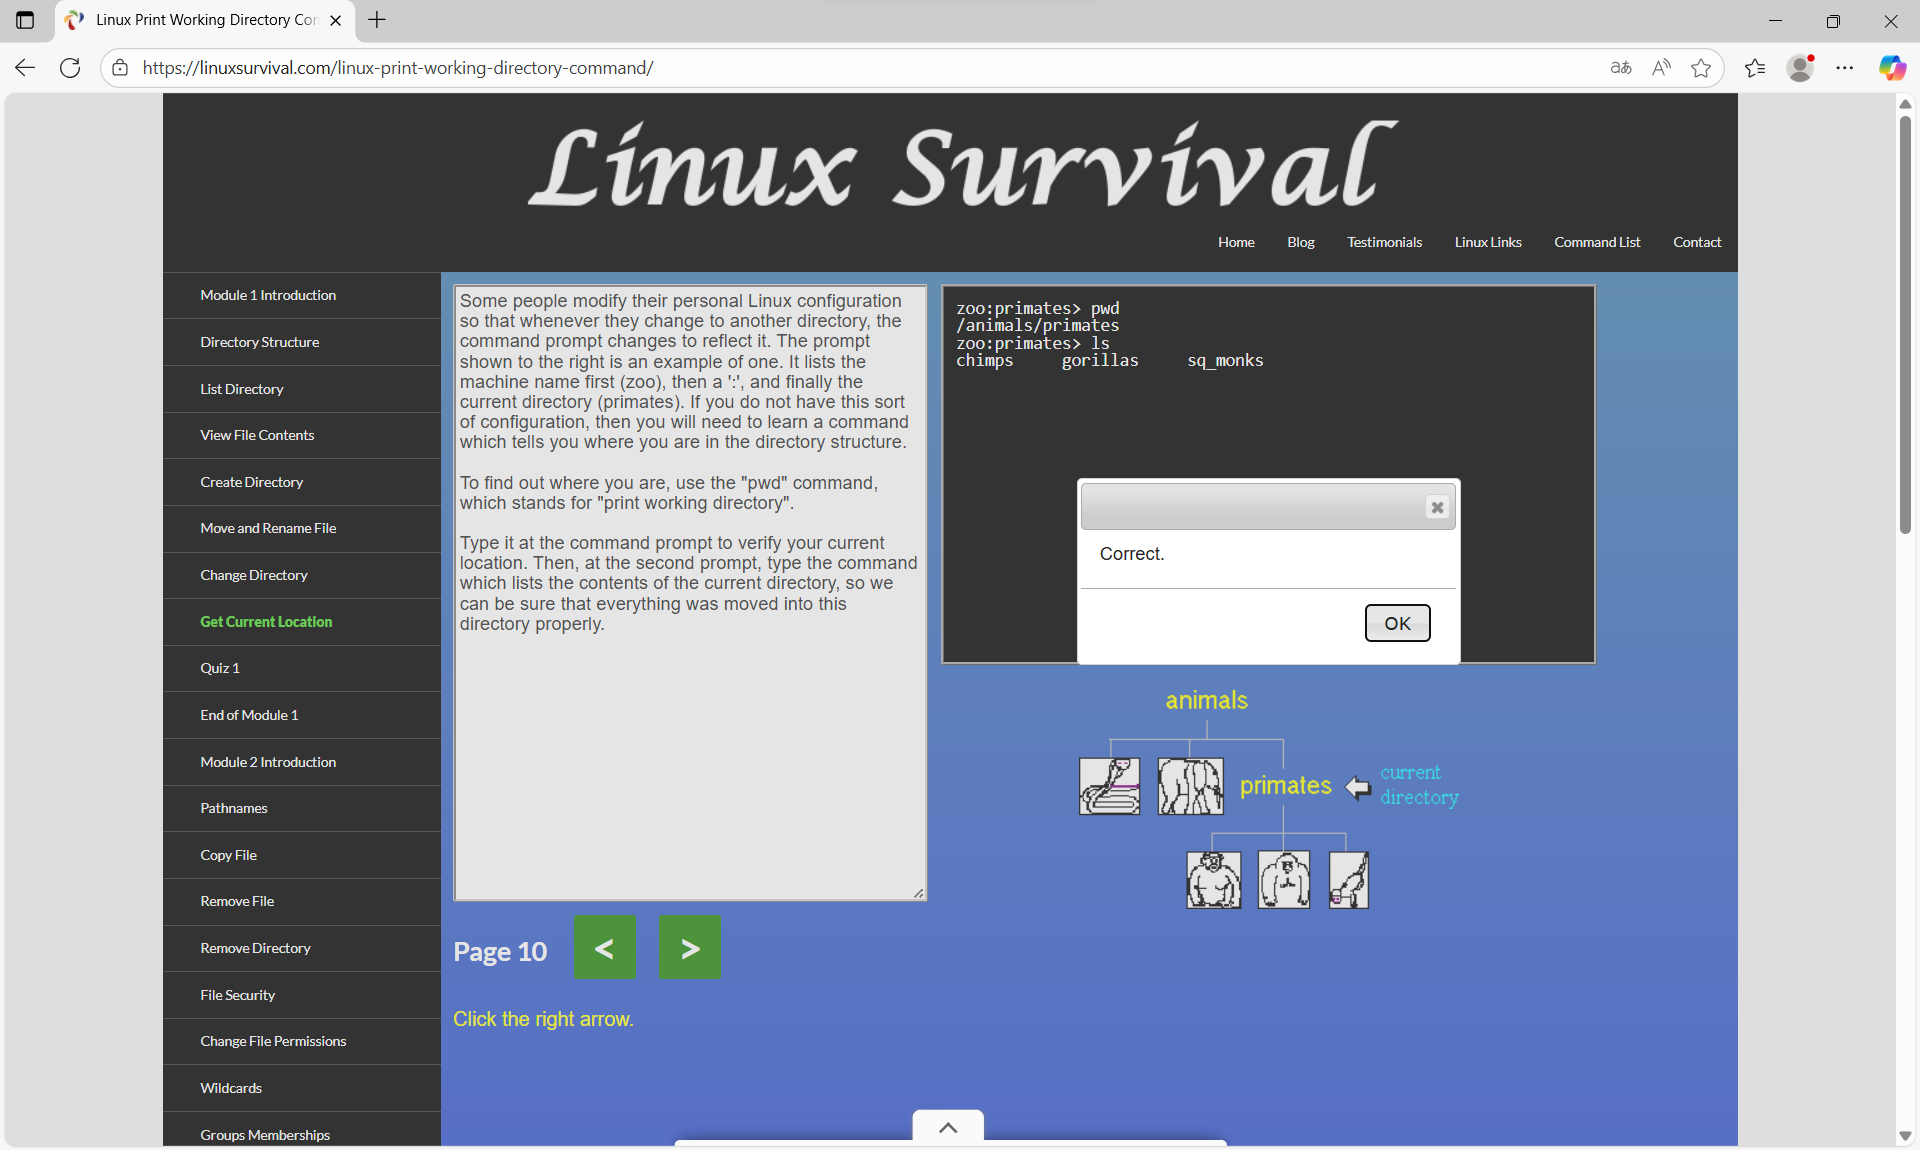 Linux Print Working Directory Con
https://linuxsurvival.com/linux-print-working-directory-command/
Linux Survival
Home Blog Testimonials Linux Links Command List Contact
Module 1 Introduction
Directory Structure
List Directory
View File Contents
Create Directory
Move and Rename File
Change Directory
Get Current Location
Quiz 1
End of Module 1
Module 2 Introduction
Pathnames
Copy File
Remove File
Remove Directory
File Security
Change File Permissions
Wildcards
Groups Memberships
Some people modify their personal Linux configuration
so that whenever they change to another directory, the
command prompt changes to reflect it. The prompt
shown to the right is an example of one. It lists the
machine name first (zoo), then a ':', and finally the
current directory (primates). If you do not have this sort
of configuration, then you will need to learn a command
which tells you where you are in the directory structure.
To find out where you are, use the "pwd" command,
which stands for "print working directory".
Type it at the command prompt to verify your current
location. Then, at the second prompt, type the command
which lists the contents of the current directory, so we
can be sure that everything was moved into this
directory properly.
Page 10 < >
Click the right arrow.
zoo:primates> pwd
/animals/primates
zoo:primates> ls
chimps gorillas sq_monks
Correct.
OK
animals
primates
current
directory